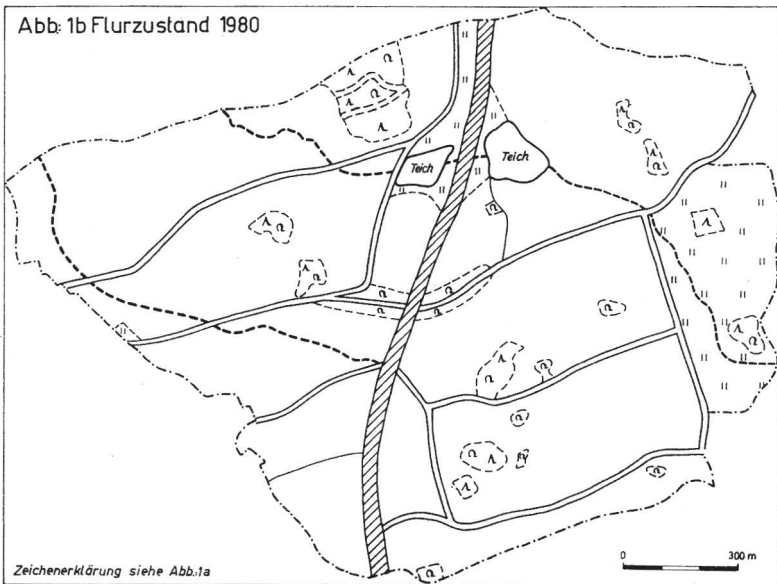 Abb. 1b Flurzustand 1980
Teich
Teich
Zeichenerklärung siehe Abb. 1a
0
300 m